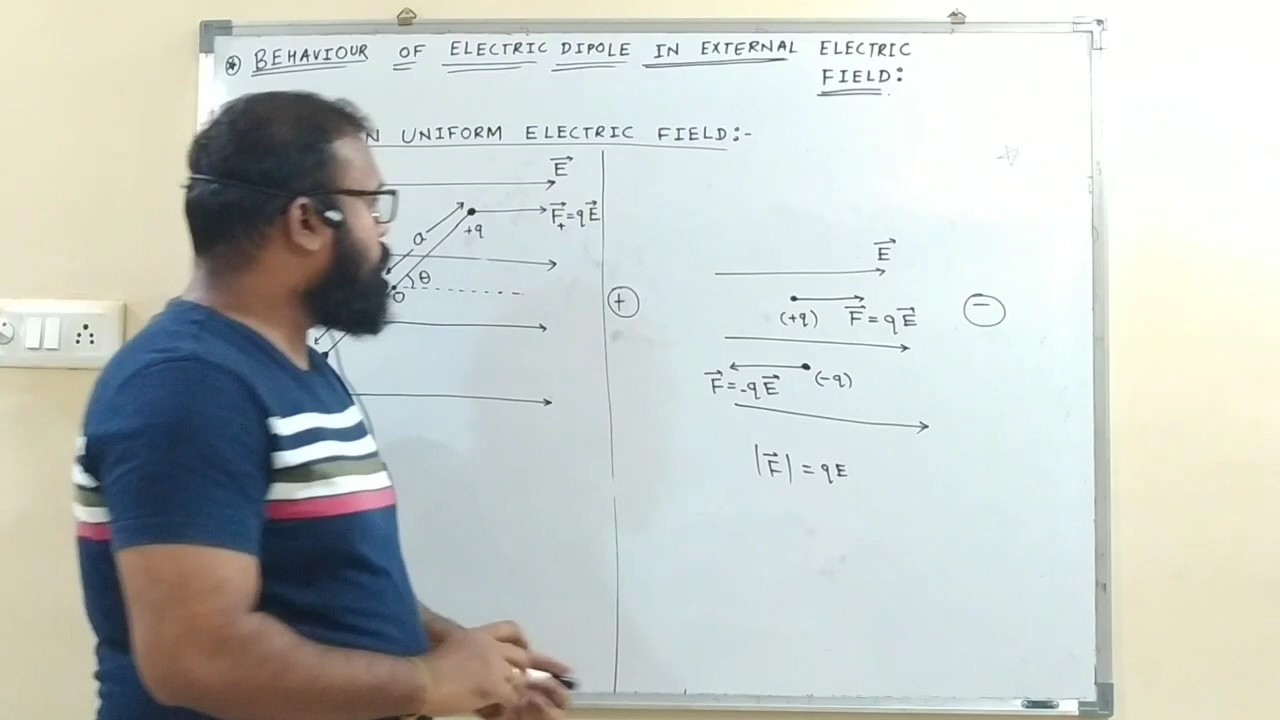 * BEHAVIOUR OF ELECTRIC DIPOLE IN EXTERNAL ELECTRIC
FIELD:
UNIFORM ELECTRIC FIELD:-
E⃗
F⃗₊=qE⃗
a
+q
θ
O
+
E⃗
−
(+q) F⃗=qE⃗
F⃗=-qE⃗ (-q)
|F⃗|=qE